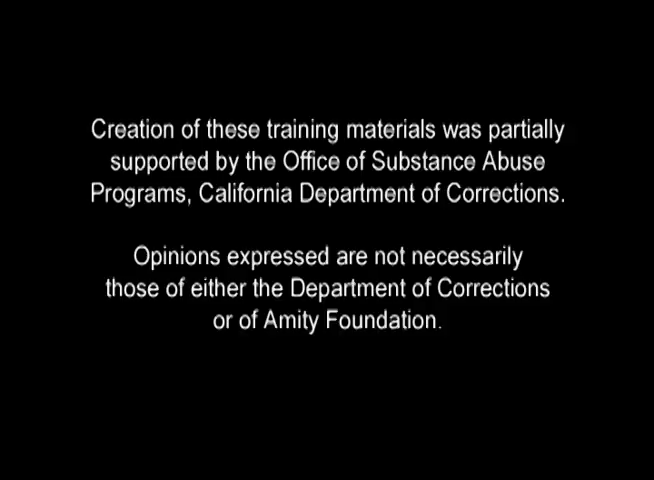 Creation of these training materials was partially
supported by the Office of Substance Abuse
Programs, California Department of Corrections.
Opinions expressed are not necessarily
those of either the Department of Corrections
or of Amity Foundation.